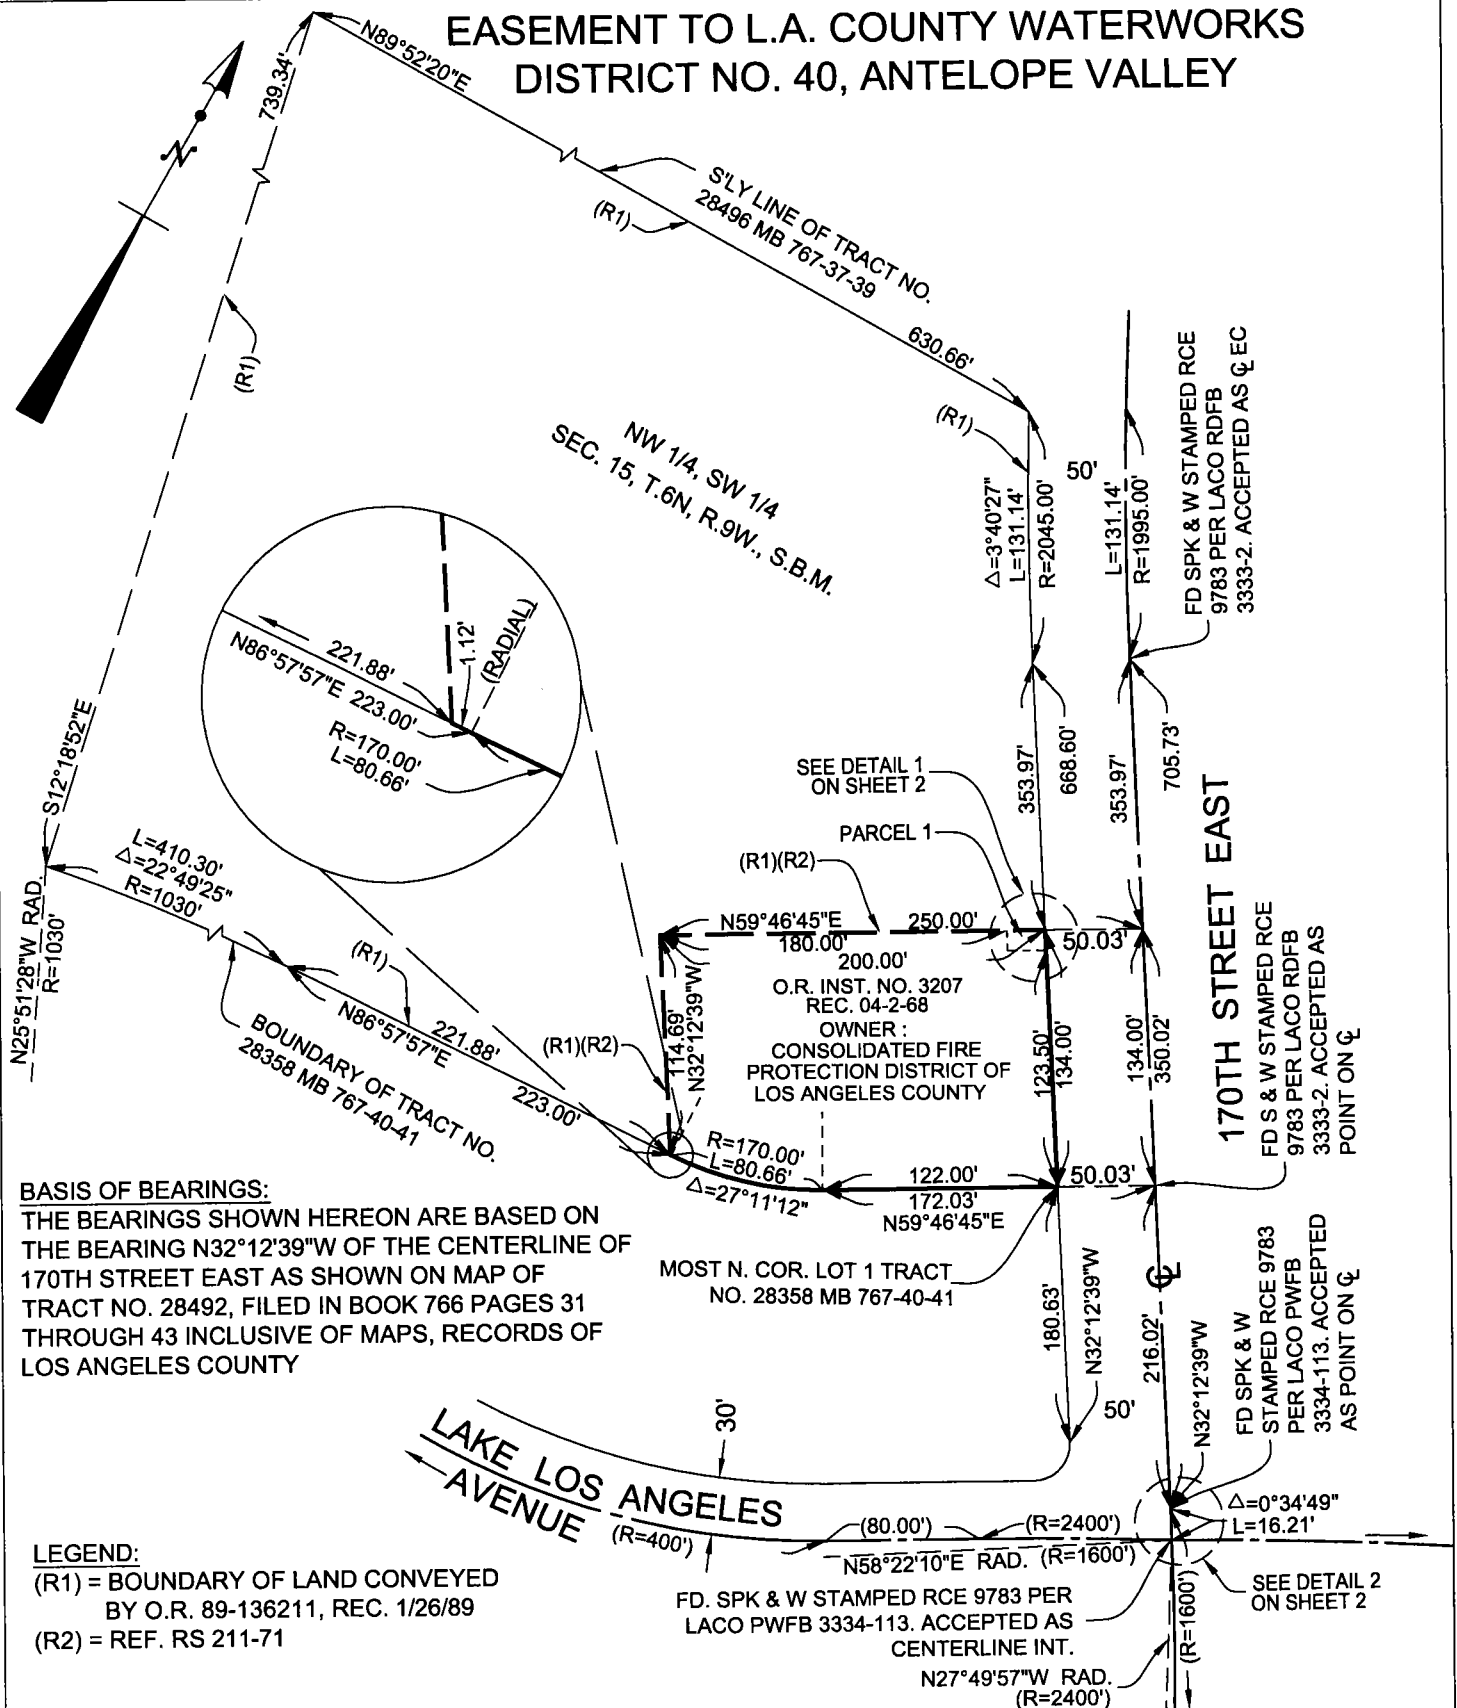 EASEMENT TO L.A. COUNTY WATERWORKS
DISTRICT NO. 40, ANTELOPE VALLEY
N89°52'20"E
739.34'
N
S'LY LINE OF TRACT NO.
28496 MB 767-37-39
(R1)
630.66'
(R1)
(R1)
NW 1/4, SW 1/4
SEC. 15, T.6N, R.9W., S.B.M.
50'
Δ=3°40'27"
L=131.14'
R=2045.00'
L=131.14'
R=1995.00'
FD SPK & W STAMPED RCE
9783 PER LACO RDFB
3333-2. ACCEPTED AS ℄ EC
221.88'
N86°57'57"E 223.00'
1.12'
(RADIAL)
R=170.00'
L=80.66'
S12°18'52"E
353.97'
668.60'
353.97'
705.73'
SEE DETAIL 1
ON SHEET 2
PARCEL 1
(R1)(R2)
L=410.30'
Δ=22°49'25"
R=1030'
N25°51'28"W RAD.
R=1030'
(R1)
N59°46'45"E
250.00'
180.00'
200.00'
50.03'
O.R. INST. NO. 3207
REC. 04-2-68
OWNER :
CONSOLIDATED FIRE
PROTECTION DISTRICT OF
LOS ANGELES COUNTY
114.69'
N32°12'39"W
(R1)(R2)
123.50'
134.00'
134.00'
350.02'
170TH STREET EAST
FD S & W STAMPED RCE
9783 PER LACO RDFB
3333-2. ACCEPTED AS
POINT ON ℄
N86°57'57"E
221.88'
223.00'
BOUNDARY OF TRACT NO.
28358 MB 767-40-41
R=170.00'
L=80.66'
Δ=27°11'12"
122.00'
172.03'
N59°46'45"E
50.03'
BASIS OF BEARINGS:
THE BEARINGS SHOWN HEREON ARE BASED ON
THE BEARING N32°12'39"W OF THE CENTERLINE OF
170TH STREET EAST AS SHOWN ON MAP OF
TRACT NO. 28492, FILED IN BOOK 766 PAGES 31
THROUGH 43 INCLUSIVE OF MAPS, RECORDS OF
LOS ANGELES COUNTY
MOST N. COR. LOT 1 TRACT
NO. 28358 MB 767-40-41
180.63'
N32°12'39"W
℄
216.02'
N32°12'39"W
FD SPK & W
STAMPED RCE 9783
PER LACO PWFB
3334-113. ACCEPTED
AS POINT ON ℄
50'
30'
LAKE LOS ANGELES
AVENUE
(R=400')
(80.00')
(R=2400')
N58°22'10"E RAD. (R=1600')
Δ=0°34'49"
L=16.21'
SEE DETAIL 2
ON SHEET 2
(R=1600')
LEGEND:
(R1) = BOUNDARY OF LAND CONVEYED
BY O.R. 89-136211, REC. 1/26/89
(R2) = REF. RS 211-71
FD. SPK & W STAMPED RCE 9783 PER
LACO PWFB 3334-113. ACCEPTED AS
CENTERLINE INT.
N27°49'57"W RAD.
(R=2400')